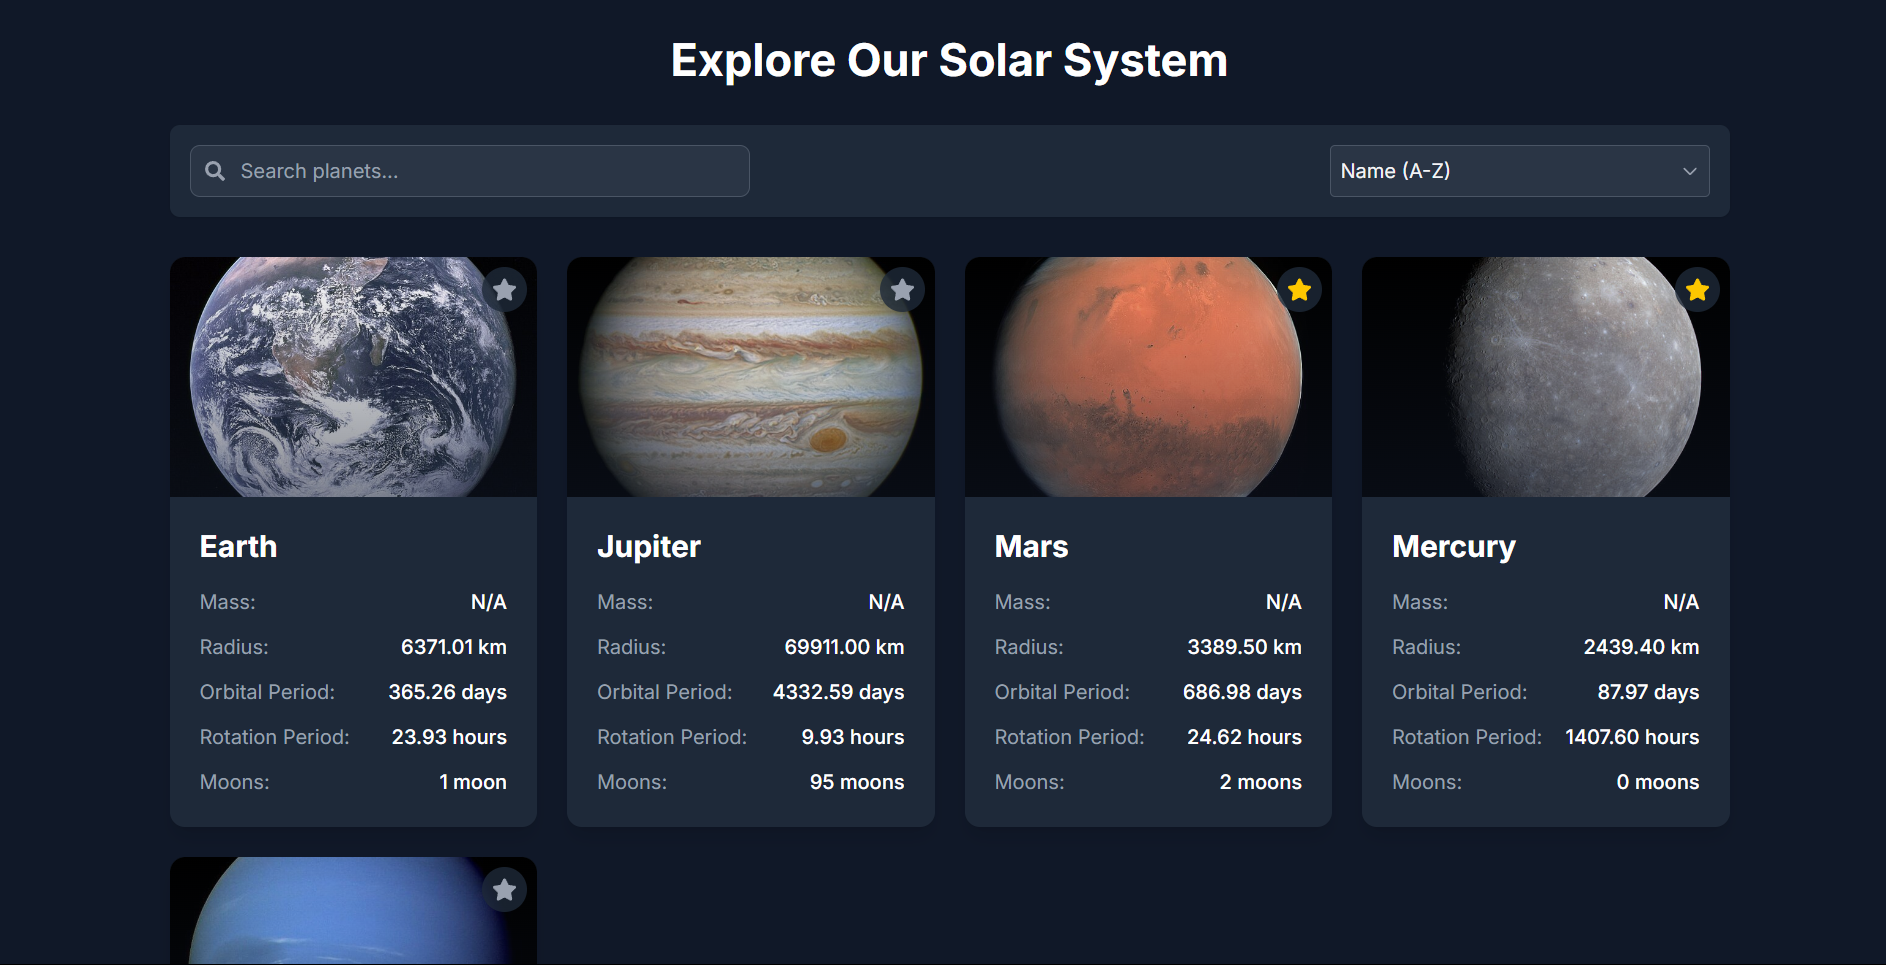 Explore Our Solar System
Search planets...
Name (A-Z)
Earth
Mass: N/A
Radius: 6371.01 km
Orbital Period: 365.26 days
Rotation Period: 23.93 hours
Moons: 1 moon
Jupiter
Mass: N/A
Radius: 69911.00 km
Orbital Period: 4332.59 days
Rotation Period: 9.93 hours
Moons: 95 moons
Mars
Mass: N/A
Radius: 3389.50 km
Orbital Period: 686.98 days
Rotation Period: 24.62 hours
Moons: 2 moons
Mercury
Mass: N/A
Radius: 2439.40 km
Orbital Period: 87.97 days
Rotation Period: 1407.60 hours
Moons: 0 moons